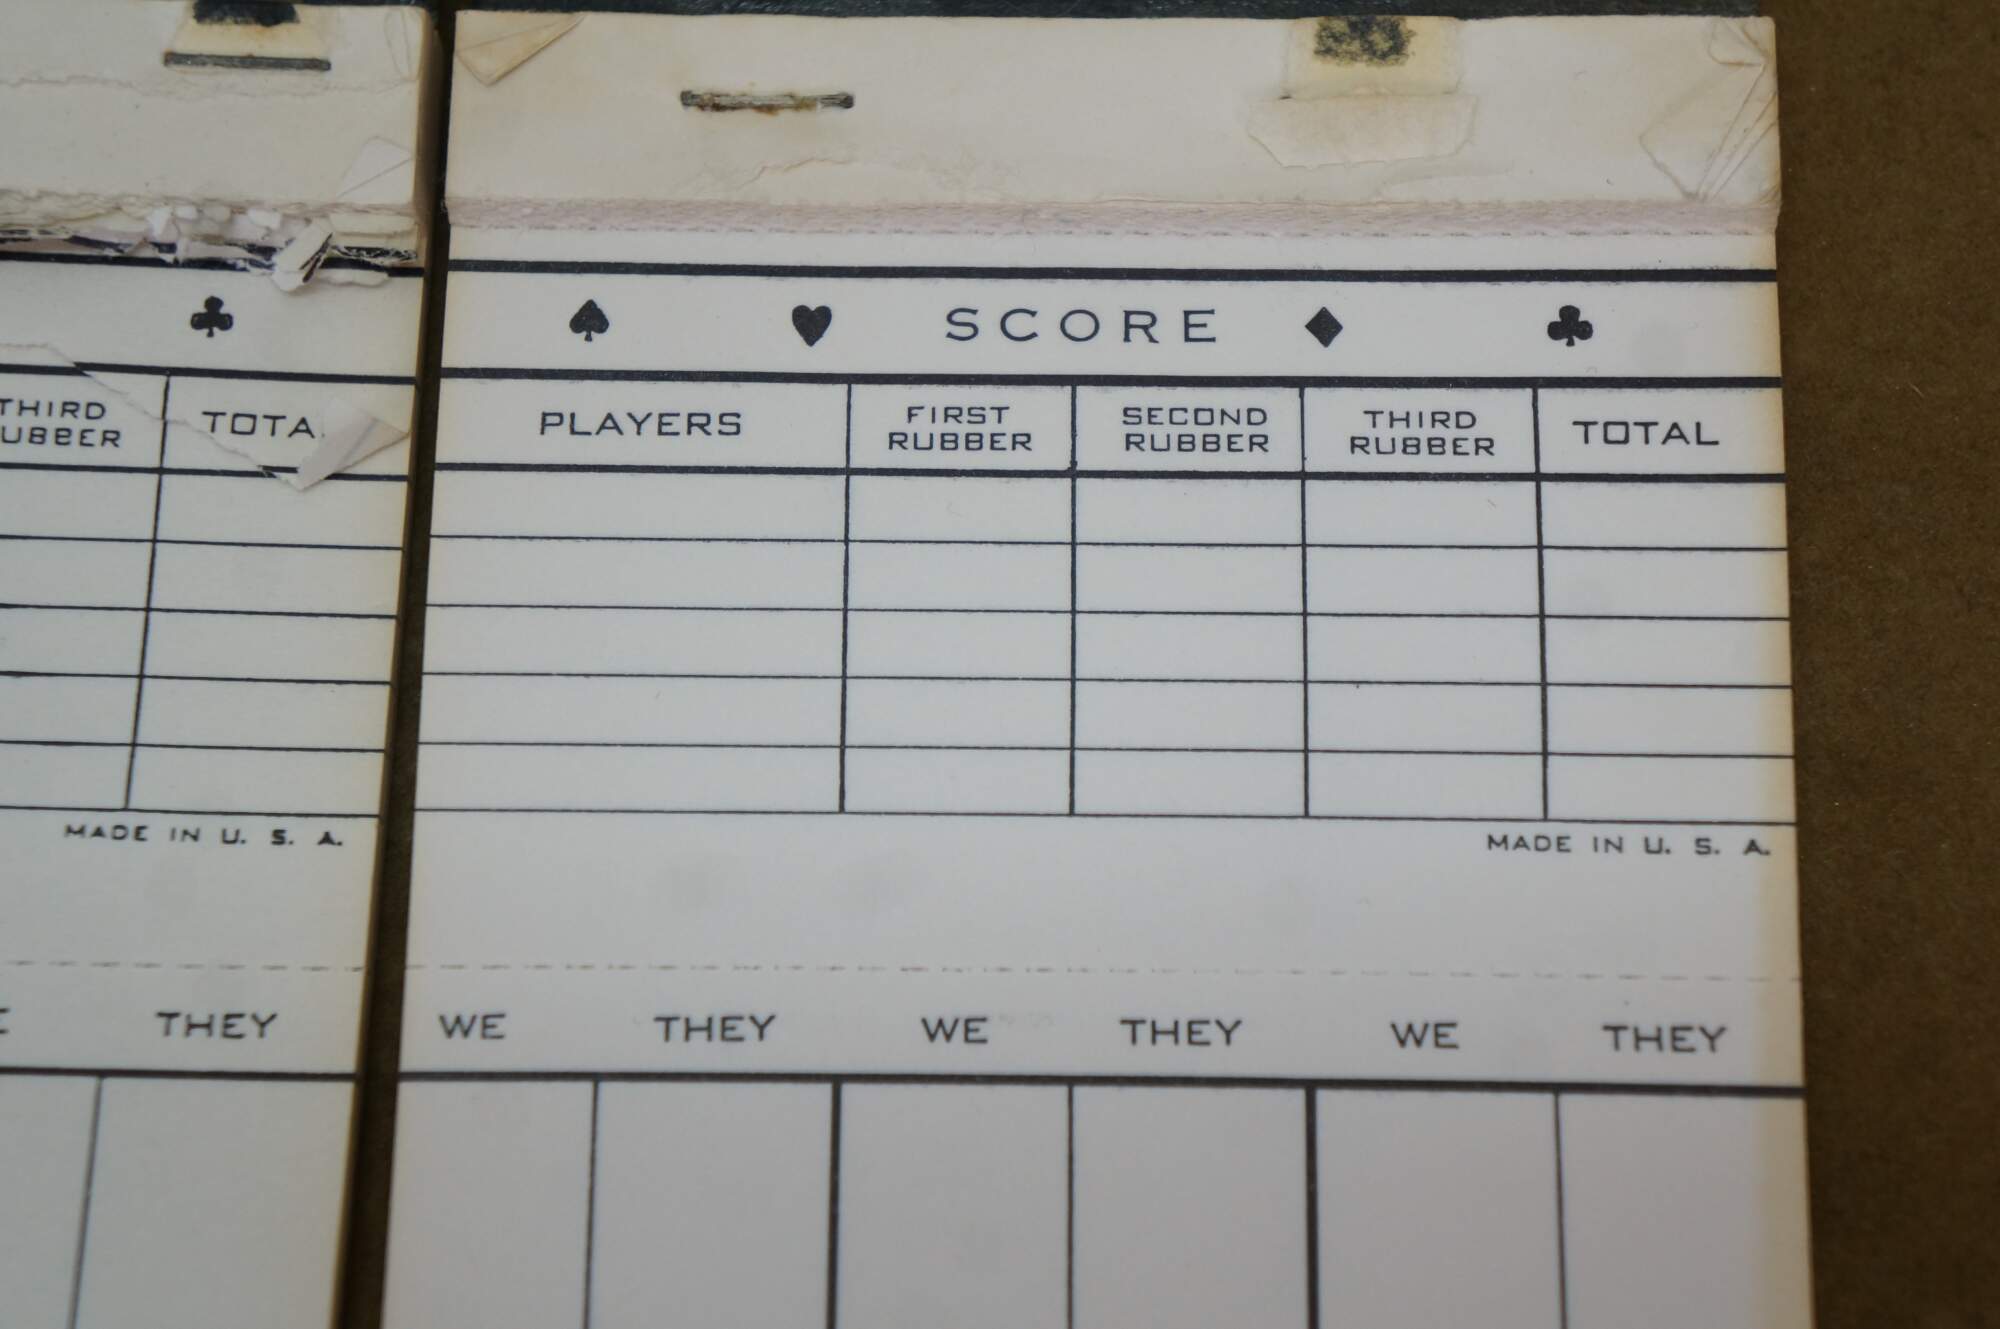 THIRD
RUBBER
TOTA
MADE IN U. S. A.
THEY
♠ ♥ SCORE ♦ ♣
PLAYERS FIRST RUBBER SECOND RUBBER THIRD RUBBER TOTAL
MADE IN U. S. A.
WE THEY WE THEY WE THEY